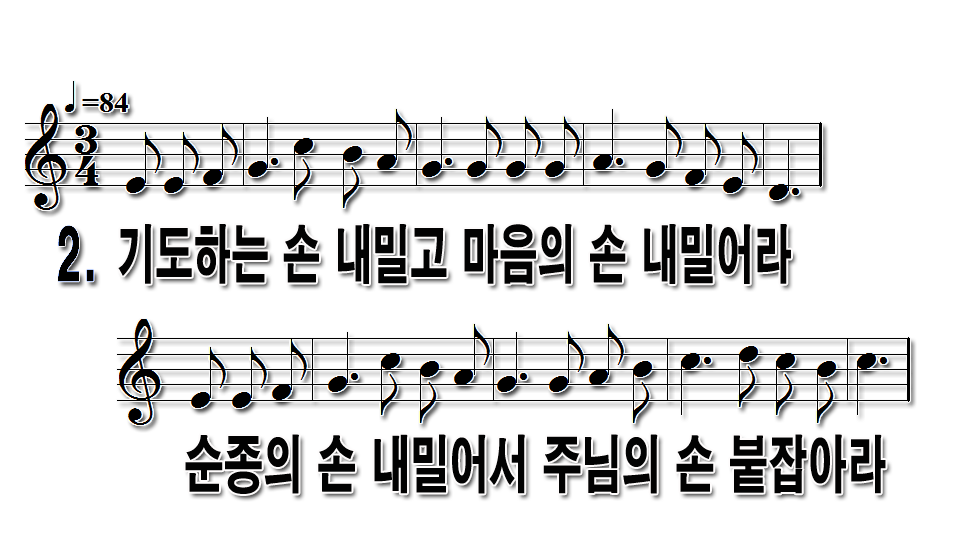 ♩=84
3
4
2. 기도하는 손 내밀고 마음의 손 내밀어라
순종의 손 내밀어서 주님의 손 붙잡아라